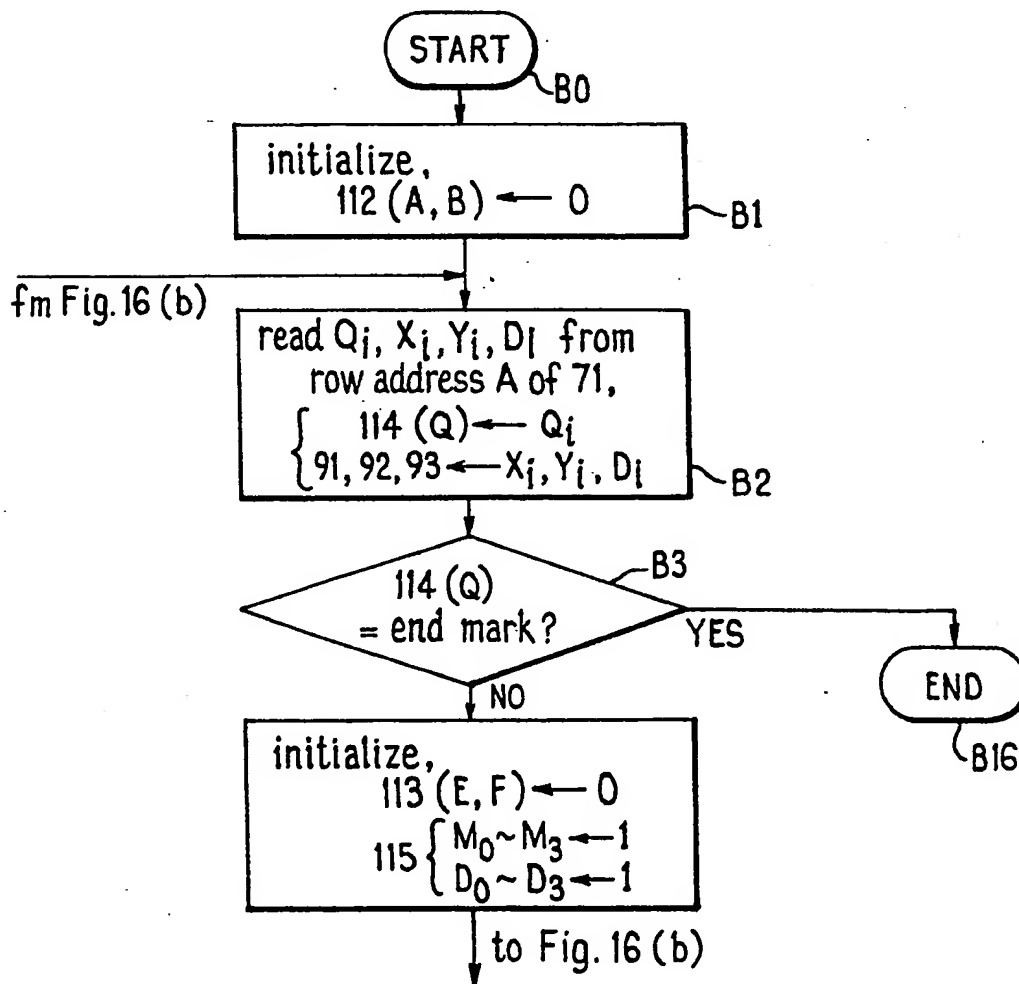 START
B0
initialize,
112 (A, B) ← 0
B1
fm Fig. 16 (b)
read Qi, Xi, Yi, Di from
row address A of 71,
114 (Q) ← Qi
91, 92, 93 ← Xi, Yi, Di
B2
114 (Q)
= end mark?
B3
YES
END
B16
NO
initialize,
113 (E, F) ← 0
115 { M0 ~ M3 ← 1
D0 ~ D3 ← 1
to Fig. 16 (b)